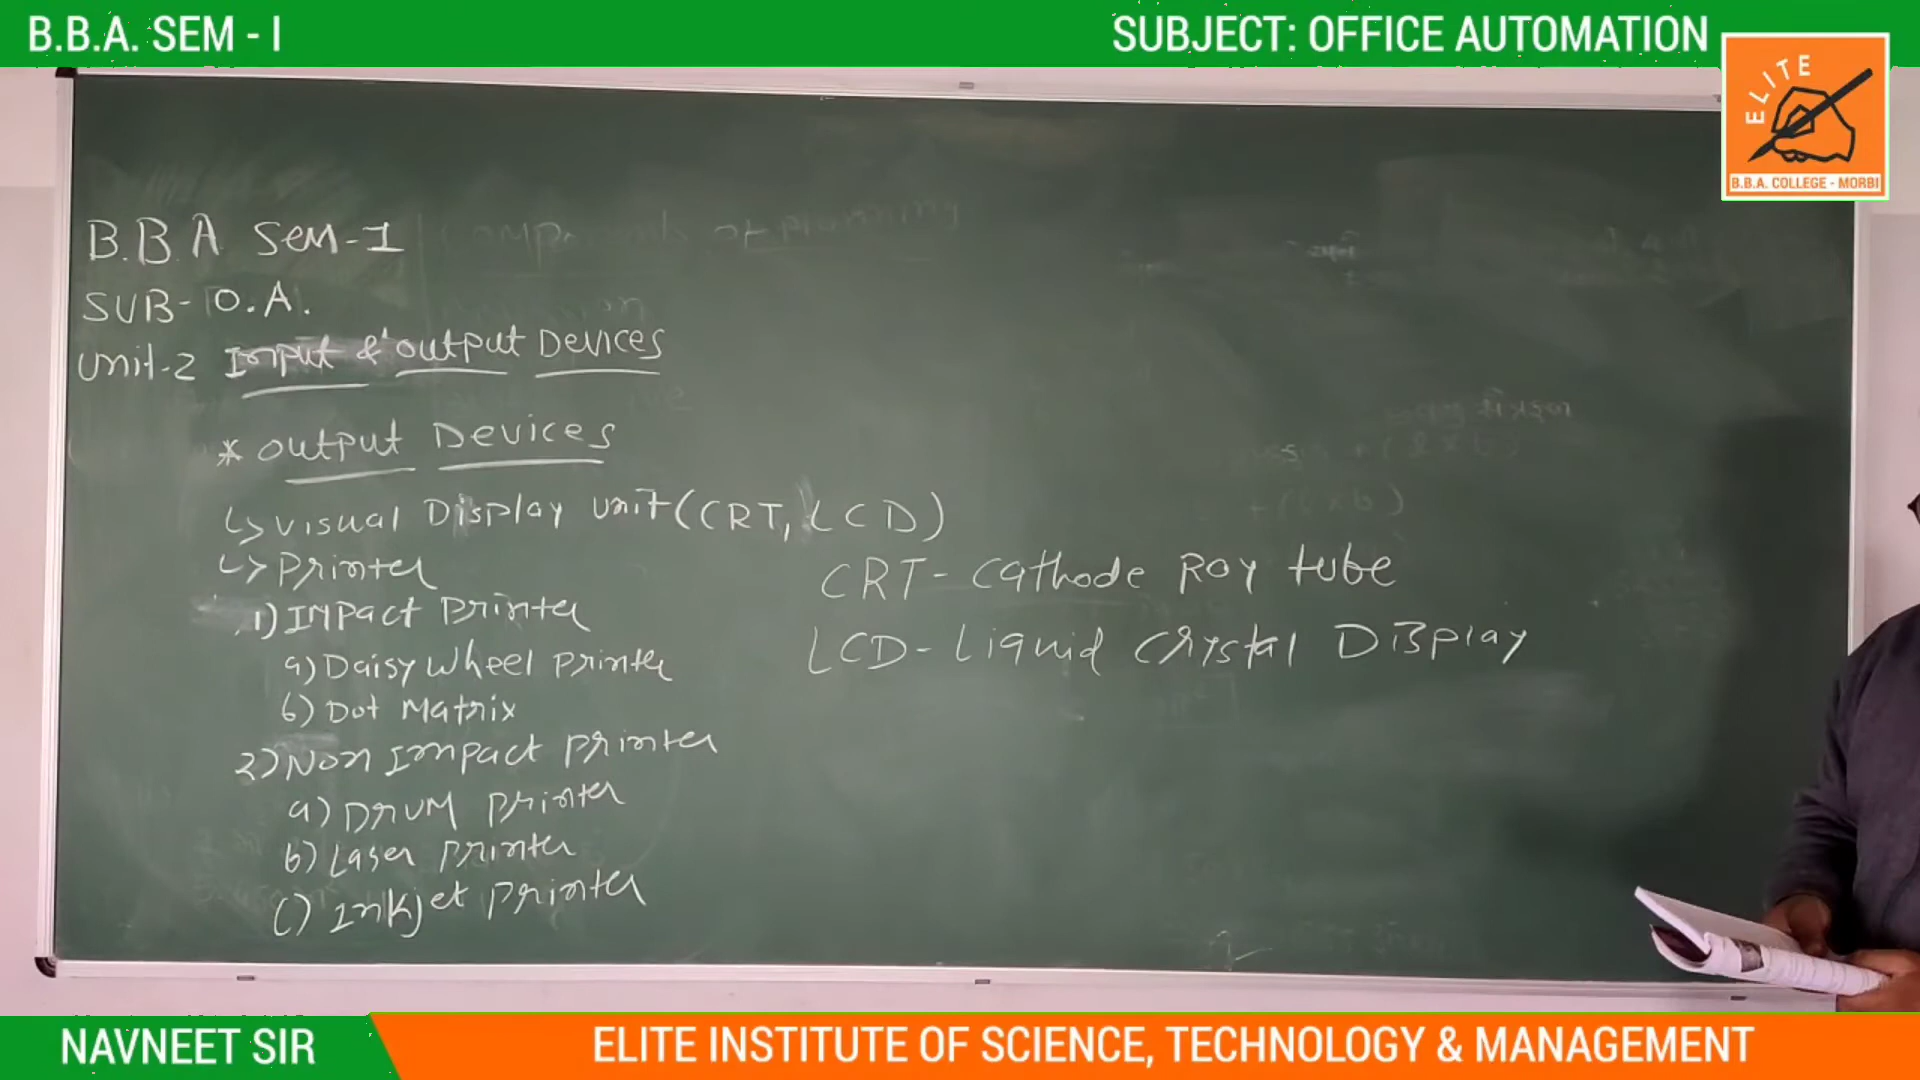 B.B.A. SEM - I
SUBJECT: OFFICE AUTOMATION
ELITE
B.B.A. COLLEGE - MORBI
B.B.A Sem-1
SUB- O.A.
Unit-2 Input & output Devices
* output Devices
↳ Visual Display unit (CRT, LCD)
↳ Printer
1) Impact Printer
a) Daisy wheel printer
b) Dot Matrix
2) Non Impact printer
a) Drum printer
b) Laser printer
c) Inkjet printer
CRT - Cathode Ray tube
LCD - Liquid Crystal Display
NAVNEET SIR
ELITE INSTITUTE OF SCIENCE, TECHNOLOGY & MANAGEMENT